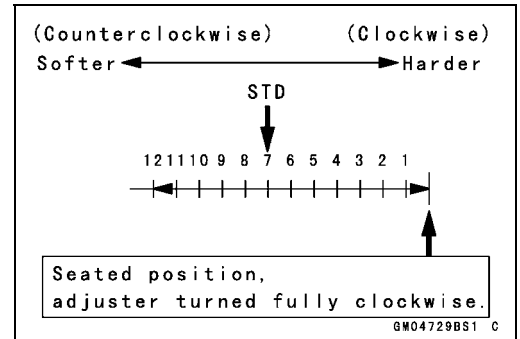 (Counterclockwise) (Clockwise)
Softer Harder
STD
12 11 10 9 8 7 6 5 4 3 2 1
Seated position,
adjuster turned fully clockwise.
GM04729BS1 C